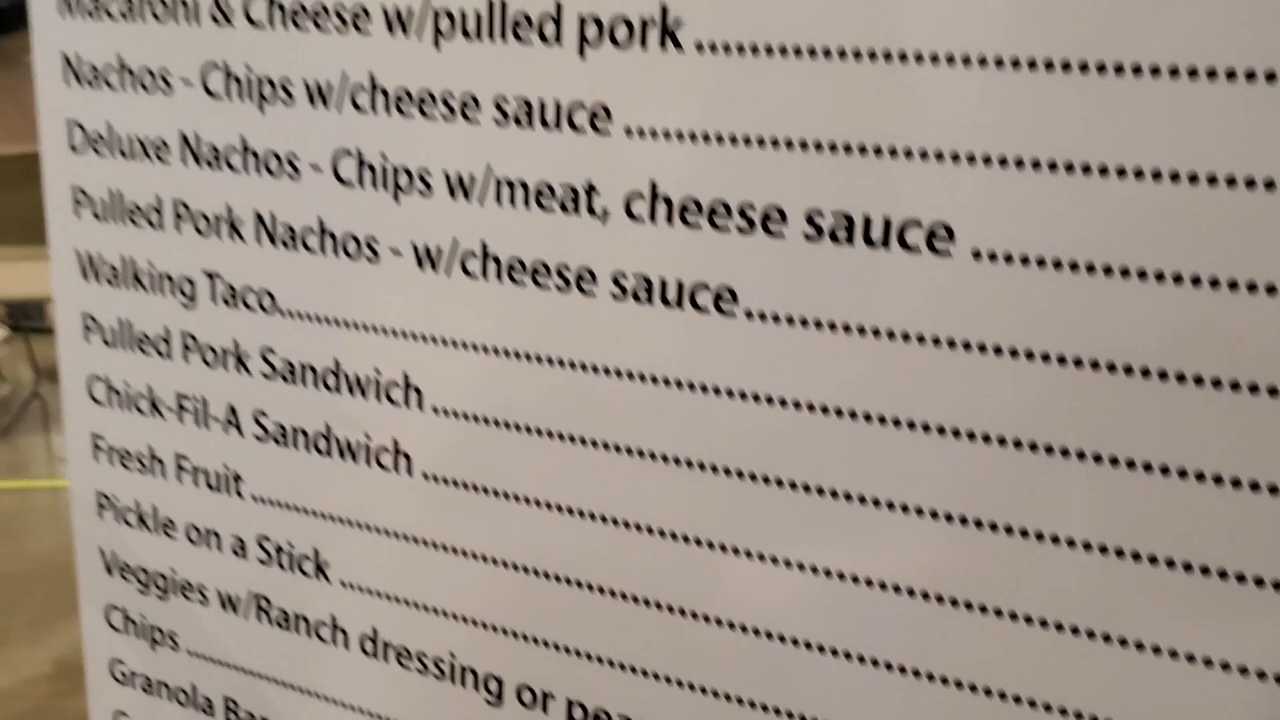 Macaroni & Cheese w/pulled pork ........................................
Nachos - Chips w/cheese sauce ........................................
Deluxe Nachos - Chips w/meat, cheese sauce ........................................
Pulled Pork Nachos - w/cheese sauce........................................
Walking Taco........................................
Pulled Pork Sandwich ........................................
Chick-Fil-A Sandwich ........................................
Fresh Fruit ........................................
Pickle on a Stick ........................................
Veggies w/Ranch dressing or
Chips ........................................
Granola